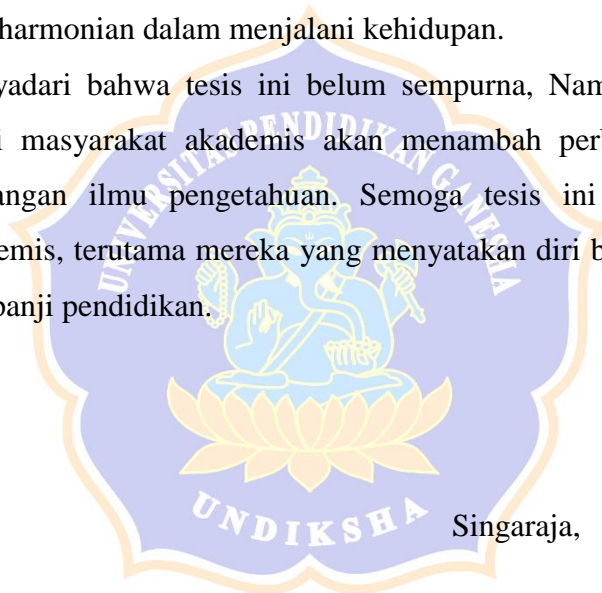 harmonian dalam menjalani kehidupan.
yadari bahwa tesis ini belum sempurna, Nam
i masyarakat akademis akan menambah perb
angan ilmu pengetahuan. Semoga tesis ini
emis, terutama mereka yang menyatakan diri b
panji pendidikan.
UNIVERSITAS PENDIDIKAN GANESHA
UNDIKSHA
Singaraja,